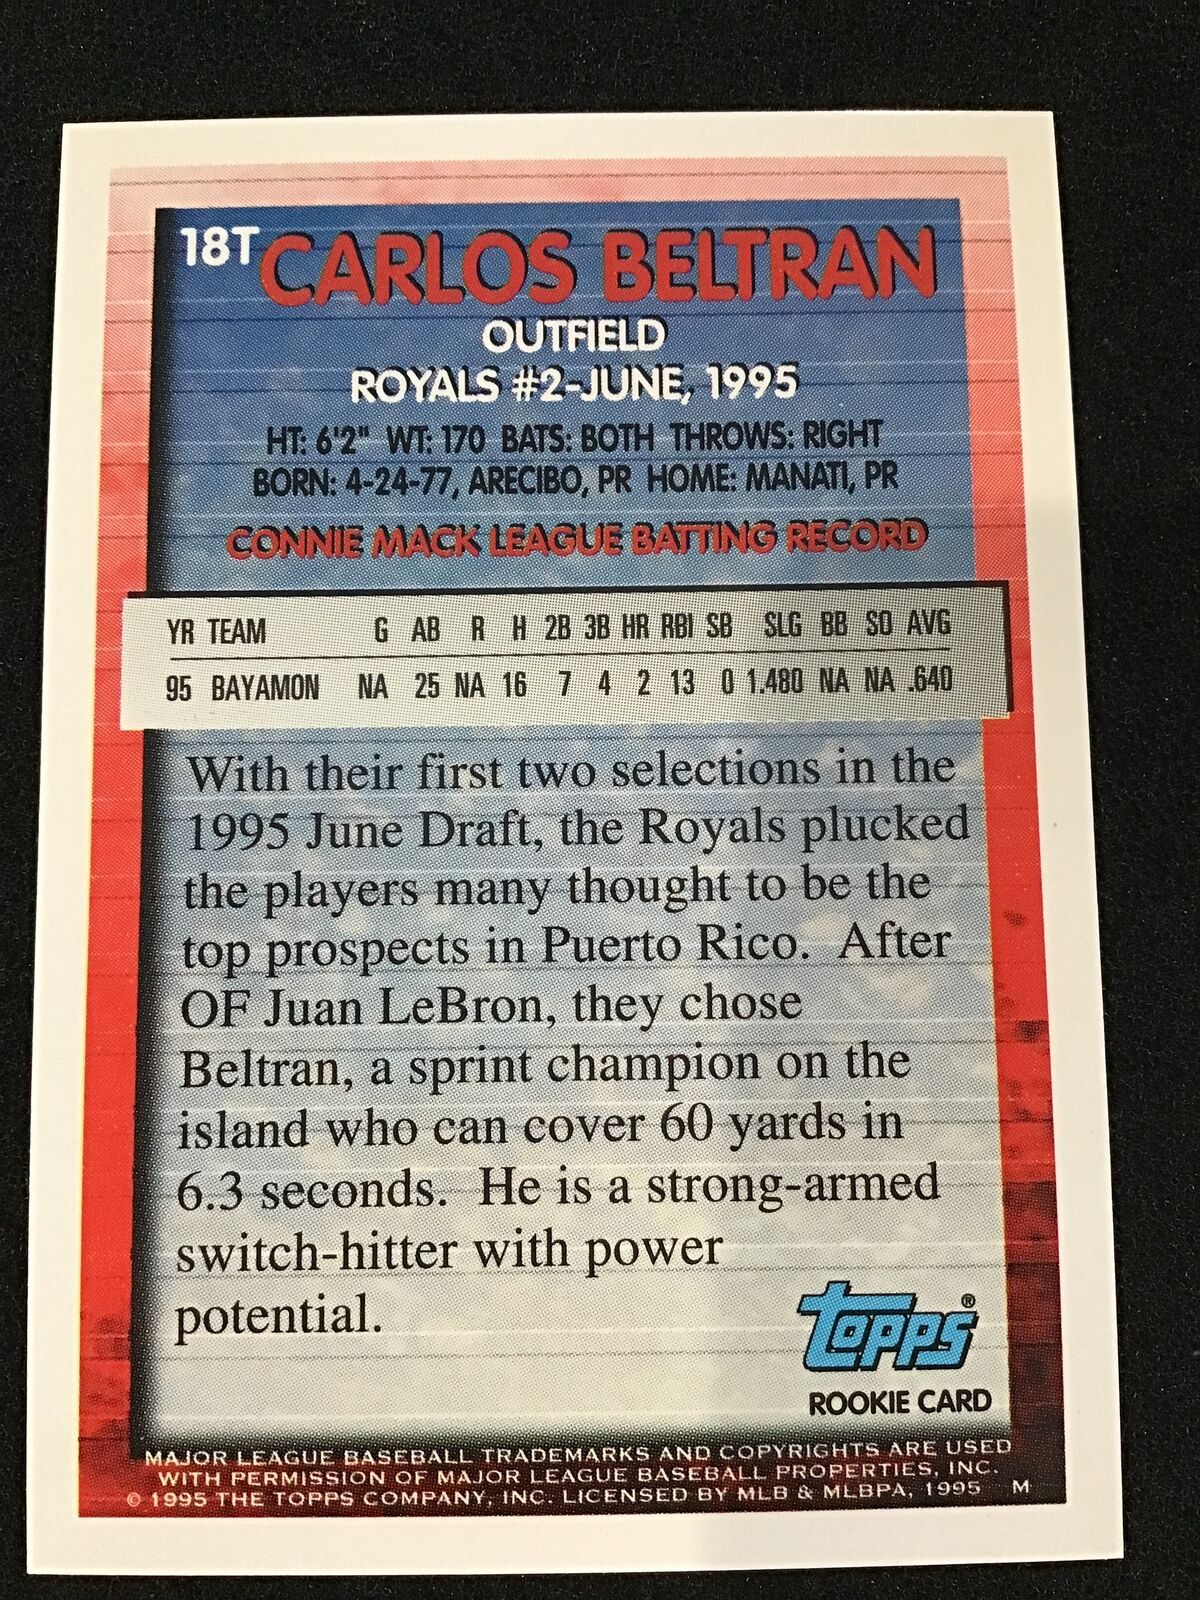 18T CARLOS BELTRAN
OUTFIELD
ROYALS #2-JUNE, 1995
HT: 6'2" WT: 170 BATS: BOTH THROWS: RIGHT
BORN: 4-24-77, ARECIBO, PR HOME: MANATI, PR
CONNIE MACK LEAGUE BATTING RECORD
YR TEAM G AB R H 2B 3B HR RBI SB SLG BB SO AVG
95 BAYAMON NA 25 NA 16 7 4 2 13 0 1.480 NA NA .640
With their first two selections in the
1995 June Draft, the Royals plucked
the players many thought to be the
top prospects in Puerto Rico. After
OF Juan LeBron, they chose
Beltran, a sprint champion on the
island who can cover 60 yards in
6.3 seconds. He is a strong-armed
switch-hitter with power
potential.
topps®
ROOKIE CARD
MAJOR LEAGUE BASEBALL TRADEMARKS AND COPYRIGHTS ARE USED
WITH PERMISSION OF MAJOR LEAGUE BASEBALL PROPERTIES, INC.
© 1995 THE TOPPS COMPANY, INC. LICENSED BY MLB & MLBPA, 1995 M